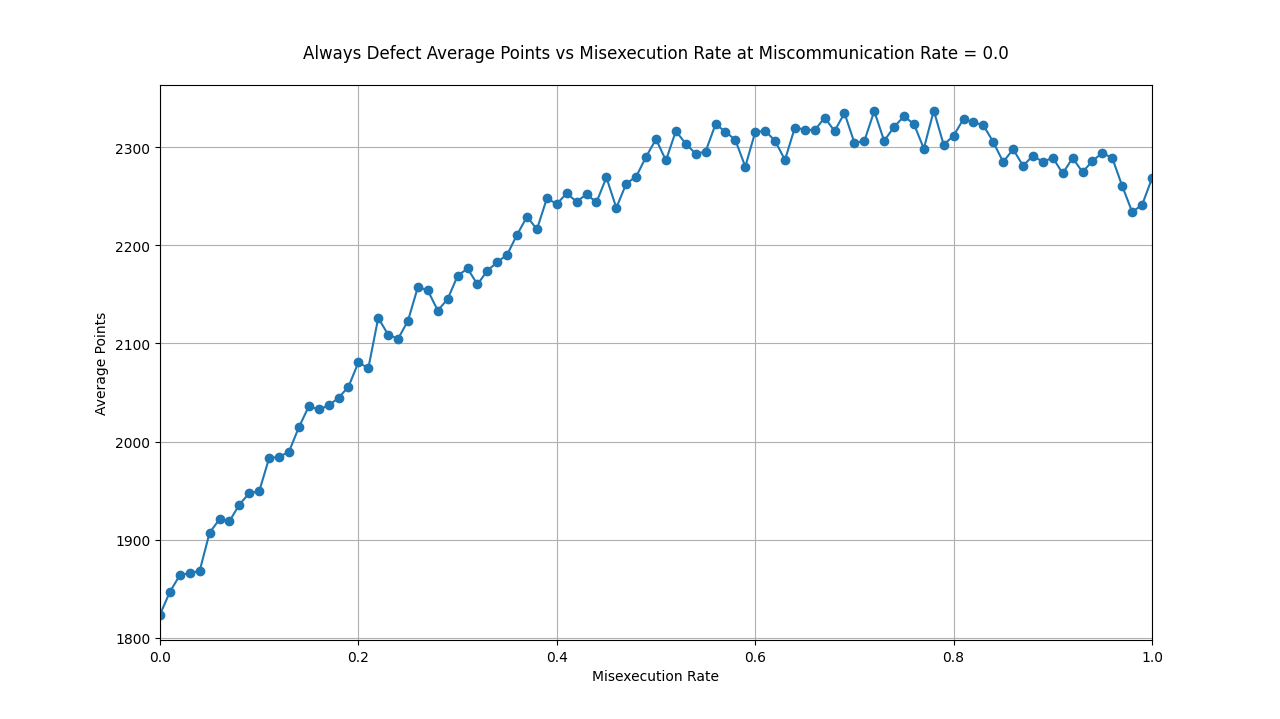 Always Defect Average Points vs Misexecution Rate at Miscommunication Rate = 0.0
Average Points
2300
2200
2100
2000
1900
1800
0.0 0.2 0.4 0.6 0.8 1.0
Misexecution Rate